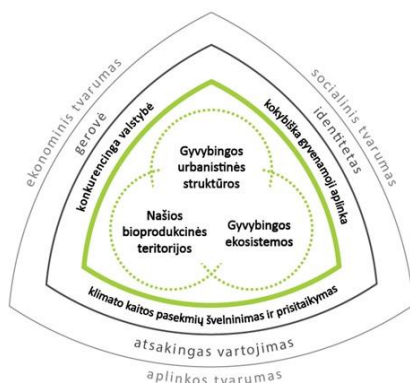 ekonominis tvarumas
gerovė
konkurencinga valstybė
socialinis tvarumas
identitetas
kokybiška gyvenamoji aplinka
Gyvybingos
urbanistinės
struktūros
Našios
bioprodukcinės
teritorijos
Gyvybingos
ekosistemos
klimato kaitos pasekmių švelninimas ir prisitaikymas
atsakingas vartojimas
aplinkos tvarumas